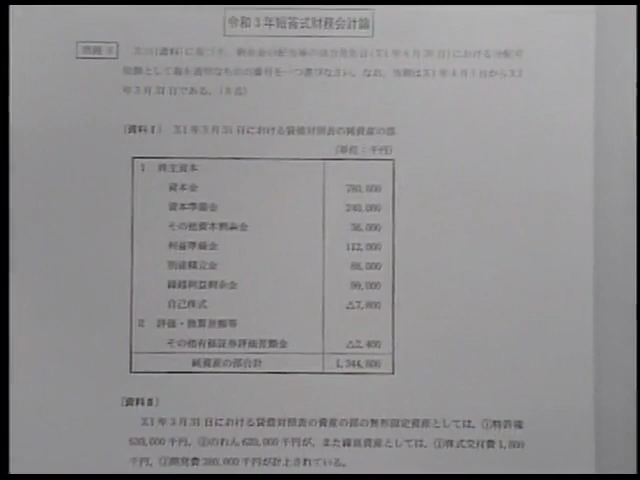 令和3年短答式財務会計論
問題 8 次の〔資料〕に基づき、剰余金の配当等の効力発生日(X1年6月30日)における分配可
能額として最も適切なものの番号を一つ選びなさい。なお、当期はX1年4月1日からX2
年3月31日である。(8点)
〔資料Ⅰ〕 X1年3月31日における貸借対照表の純資産の部
(単位:千円)
Ⅰ 株主資本
資本金 780,000
資本準備金 240,000
その他資本剰余金 36,000
利益準備金 112,000
別途積立金
繰越利益剰余金
自己株式 △7,800
Ⅱ 評価・換算差額等
その他有価証券評価差額金 △2,400
純資産の部合計
〔資料Ⅱ〕
X1年3月31日における貸借対照表の資産の部の無形固定資産としては、①特許権
千円、②のれん620,000千円が、また繰延資産としては、①株式交付費1,800
千円、②開発費380,000千円が計上されている。